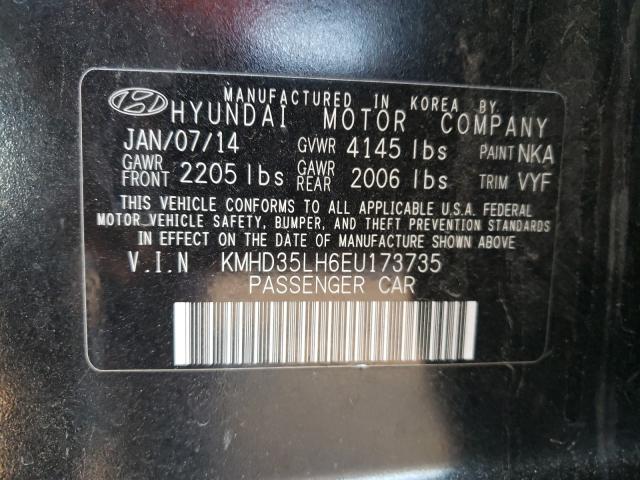 MANUFACTURED IN KOREA BY
HYUNDAI MOTOR COMPANY
JAN/07/14 GVWR 4145 lbs PAINT NKA
GAWR FRONT 2205 lbs GAWR REAR 2006 lbs TRIM VYF
THIS VEHICLE CONFORMS TO ALL APPLICABLE U.S.A. FEDERAL
MOTOR VEHICLE SAFETY, BUMPER, AND THEFT PREVENTION STANDARDS
IN EFFECT ON THE DATE OF MANUFACTURE SHOWN ABOVE
V.I.N KMHD35LH6EU173735
PASSENGER CAR